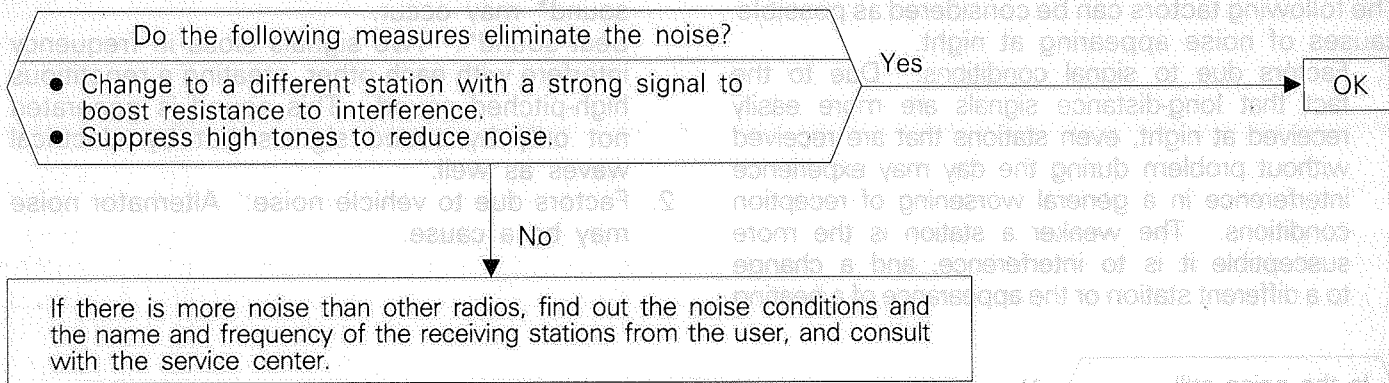 Do the following measures eliminate the noise?
Yes
● Change to a different station with a strong signal to
OK
boost resistance to interference.
● Suppress high tones to reduce noise.
No
If there is more noise than other radios, find out the noise conditions and
the name and frequency of the receiving stations from the user, and consult
with the service center.